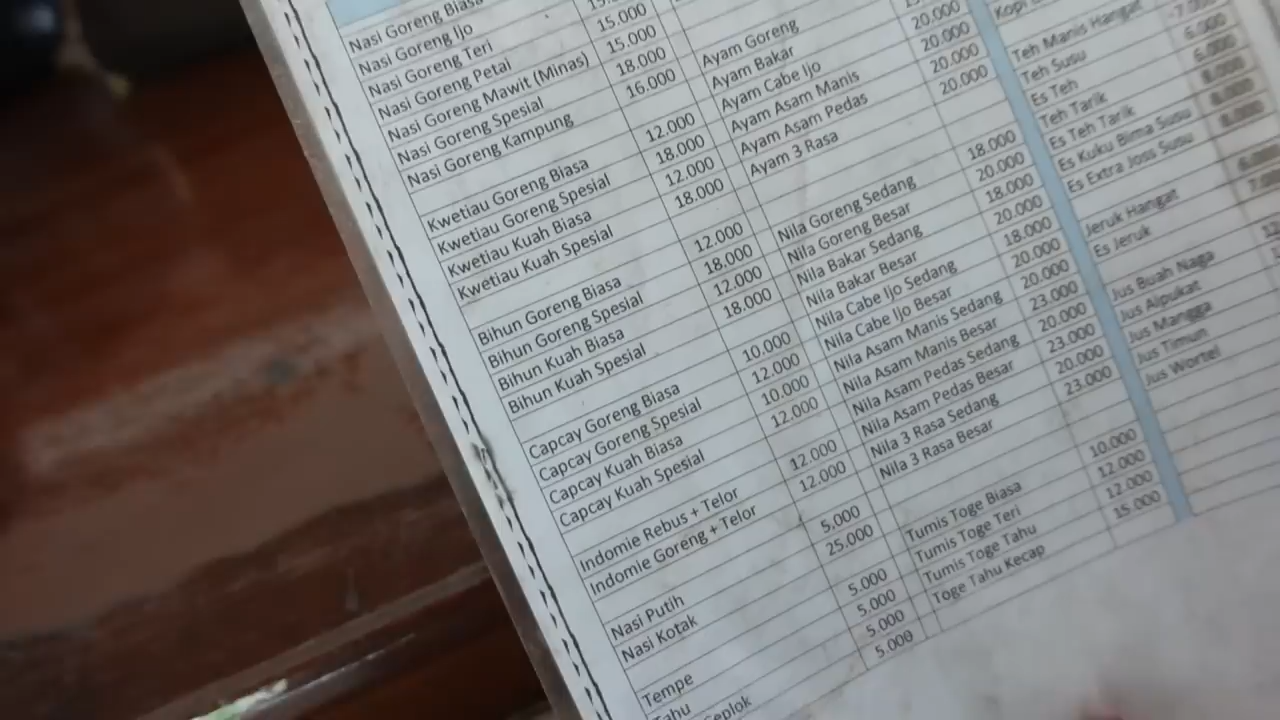 Nasi Goreng Biasa
Nasi Goreng Ijo
Nasi Goreng Teri
Nasi Goreng Petai 15.000
Nasi Goreng Mawit (Minas) 15.000
Nasi Goreng Spesial 18.000
Nasi Goreng Kampung 16.000
Kwetiau Goreng Biasa 12.000
Kwetiau Goreng Spesial 18.000
Kwetiau Kuah Biasa 12.000
Kwetiau Kuah Spesial 18.000
Bihun Goreng Biasa 12.000
Bihun Goreng Spesial 18.000
Bihun Kuah Biasa 12.000
Bihun Kuah Spesial 18.000
Capcay Goreng Biasa 10.000
Capcay Goreng Spesial 12.000
Capcay Kuah Biasa 10.000
Capcay Kuah Spesial 12.000
Indomie Rebus + Telor 12.000
Indomie Goreng + Telor 12.000
Nasi Putih 5.000
Nasi Kotak 25.000
Tempe 5.000
Tahu 5.000
Ceplok 5.000
5.000
Ayam Goreng
Ayam Bakar
Ayam Cabe Ijo 20.000
Ayam Asam Manis 20.000
Ayam Asam Pedas 20.000
Ayam 3 Rasa 20.000
Nila Goreng Sedang 18.000
Nila Goreng Besar 20.000
Nila Bakar Sedang 18.000
Nila Bakar Besar 20.000
Nila Cabe Ijo Sedang 18.000
Nila Cabe Ijo Besar 20.000
Nila Asam Manis Sedang 20.000
Nila Asam Manis Besar 23.000
Nila Asam Pedas Sedang 20.000
Nila Asam Pedas Besar 23.000
Nila 3 Rasa Sedang 20.000
Nila 3 Rasa Besar 23.000
Tumis Toge Biasa 10.000
Tumis Toge Teri 12.000
Tumis Toge Tahu 12.000
Toge Tahu Kecap 15.000
Kopi
Teh Manis Hangat
Teh Susu
Es Teh
Teh Tarik
Es Teh Tarik
Es Kuku Bima Susu
Es Extra Joss Susu
Jeruk Hangat
Es Jeruk
Jus Buah Naga
Jus Alpukat
Jus Mangga
Jus Timun
Jus Wortel